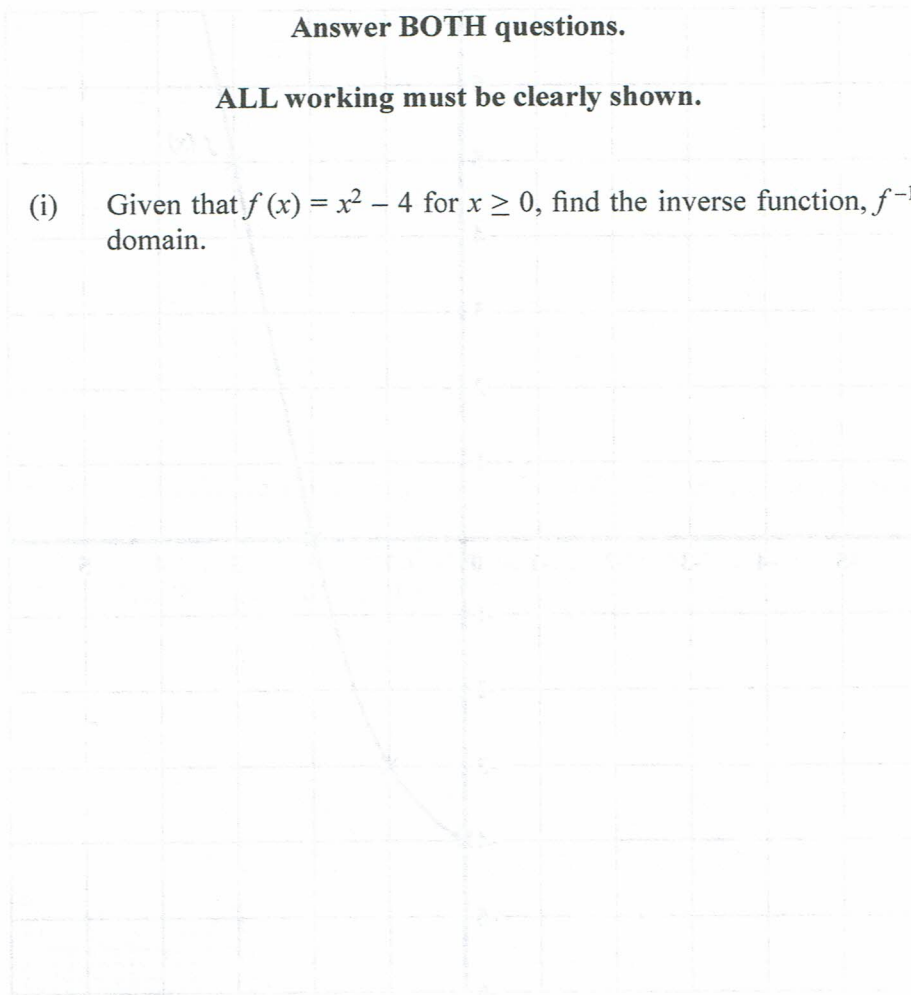 Answer BOTH questions.
ALL working must be clearly shown.
(i) Given that f (x) = x² – 4 for x ≥ 0, find the inverse function, f⁻¹
domain.